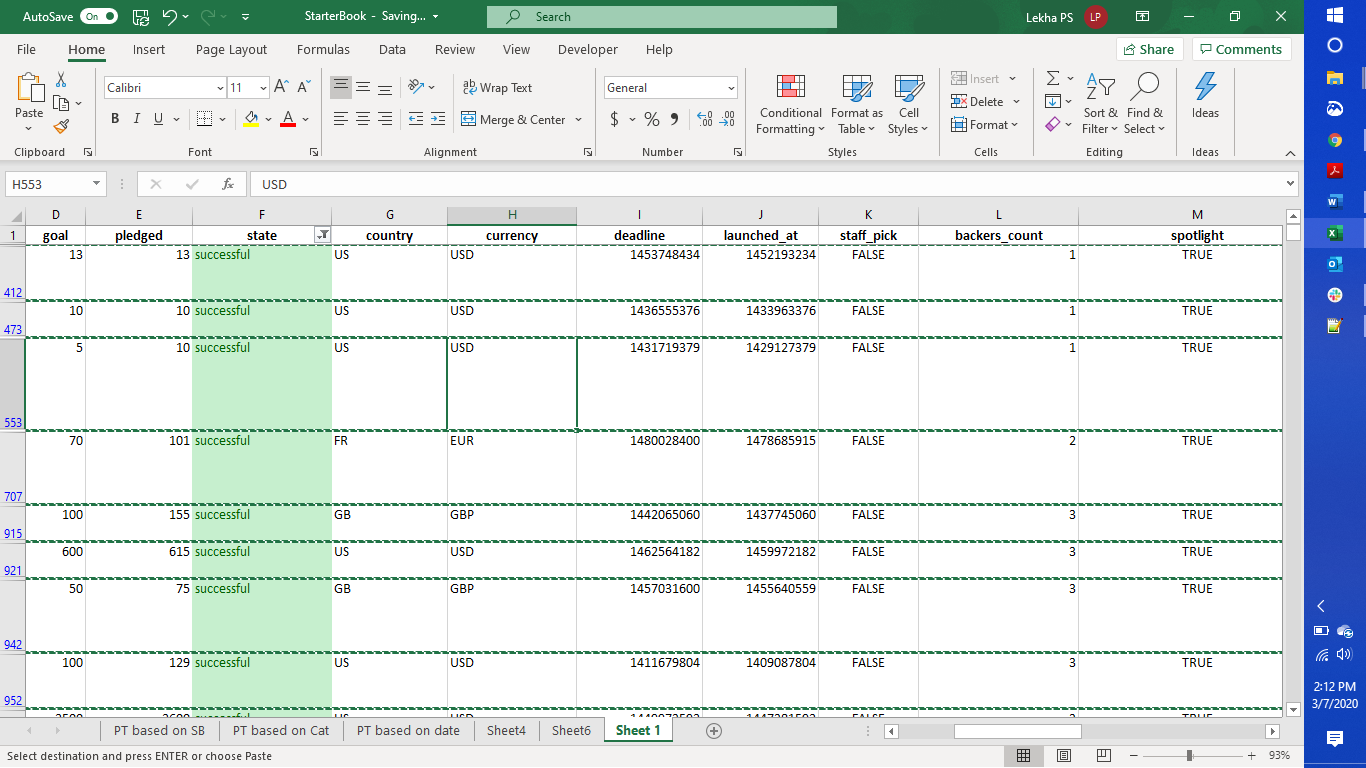 AutoSave On StarterBook - Saving... Search Lekha PS LP
File Home Insert Page Layout Formulas Data Review View Developer Help Share Comments
Calibri 11 ab Wrap Text General Insert
Paste B I U Merge & Center $ % Conditional Formatting Format as Table Cell Styles Delete Format Sort & Filter Find & Select Ideas
Clipboard Font Alignment Number Styles Cells Editing Ideas
H553 fx USD
D E F G H I J K L M
1 goal pledged state country currency deadline launched_at staff_pick backers_count spotlight
412 13 13 successful US USD 1453748434 1452193234 FALSE 1 TRUE
473 10 10 successful US USD 1436555376 1433963376 FALSE 1 TRUE
553 5 10 successful US USD 1431719379 1429127379 FALSE 1 TRUE
707 70 101 successful FR EUR 1480028400 1478685915 FALSE 2 TRUE
915 100 155 successful GB GBP 1442065060 1437745060 FALSE 3 TRUE
921 600 615 successful US USD 1462564182 1459972182 FALSE 3 TRUE
942 50 75 successful GB GBP 1457031600 1455640559 FALSE 3 TRUE
952 100 129 successful US USD 1411679804 1409087804 FALSE 3 TRUE
PT based on SB PT based on Cat PT based on date Sheet4 Sheet6 Sheet 1
Select destination and press ENTER or choose Paste 93%
2:12 PM
3/7/2020